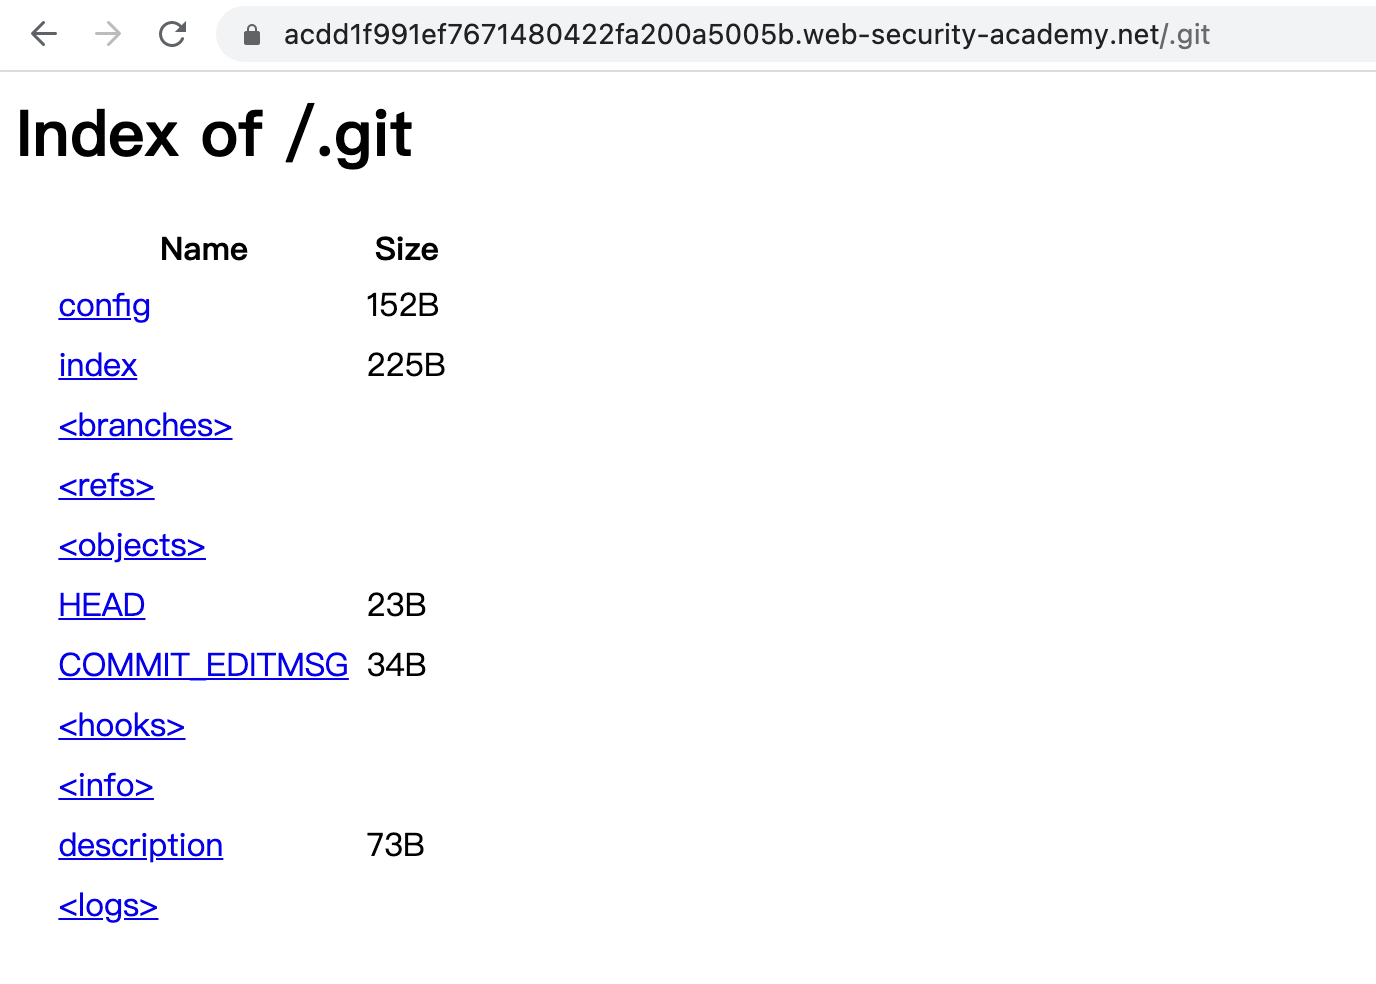 acdd1f991ef7671480422fa200a5005b.web-security-academy.net/.git
Index of /.git
Name Size
config 152B
index 225B
<branches>
<refs>
<objects>
HEAD 23B
COMMIT_EDITMSG 34B
<hooks>
<info>
description 73B
<logs>